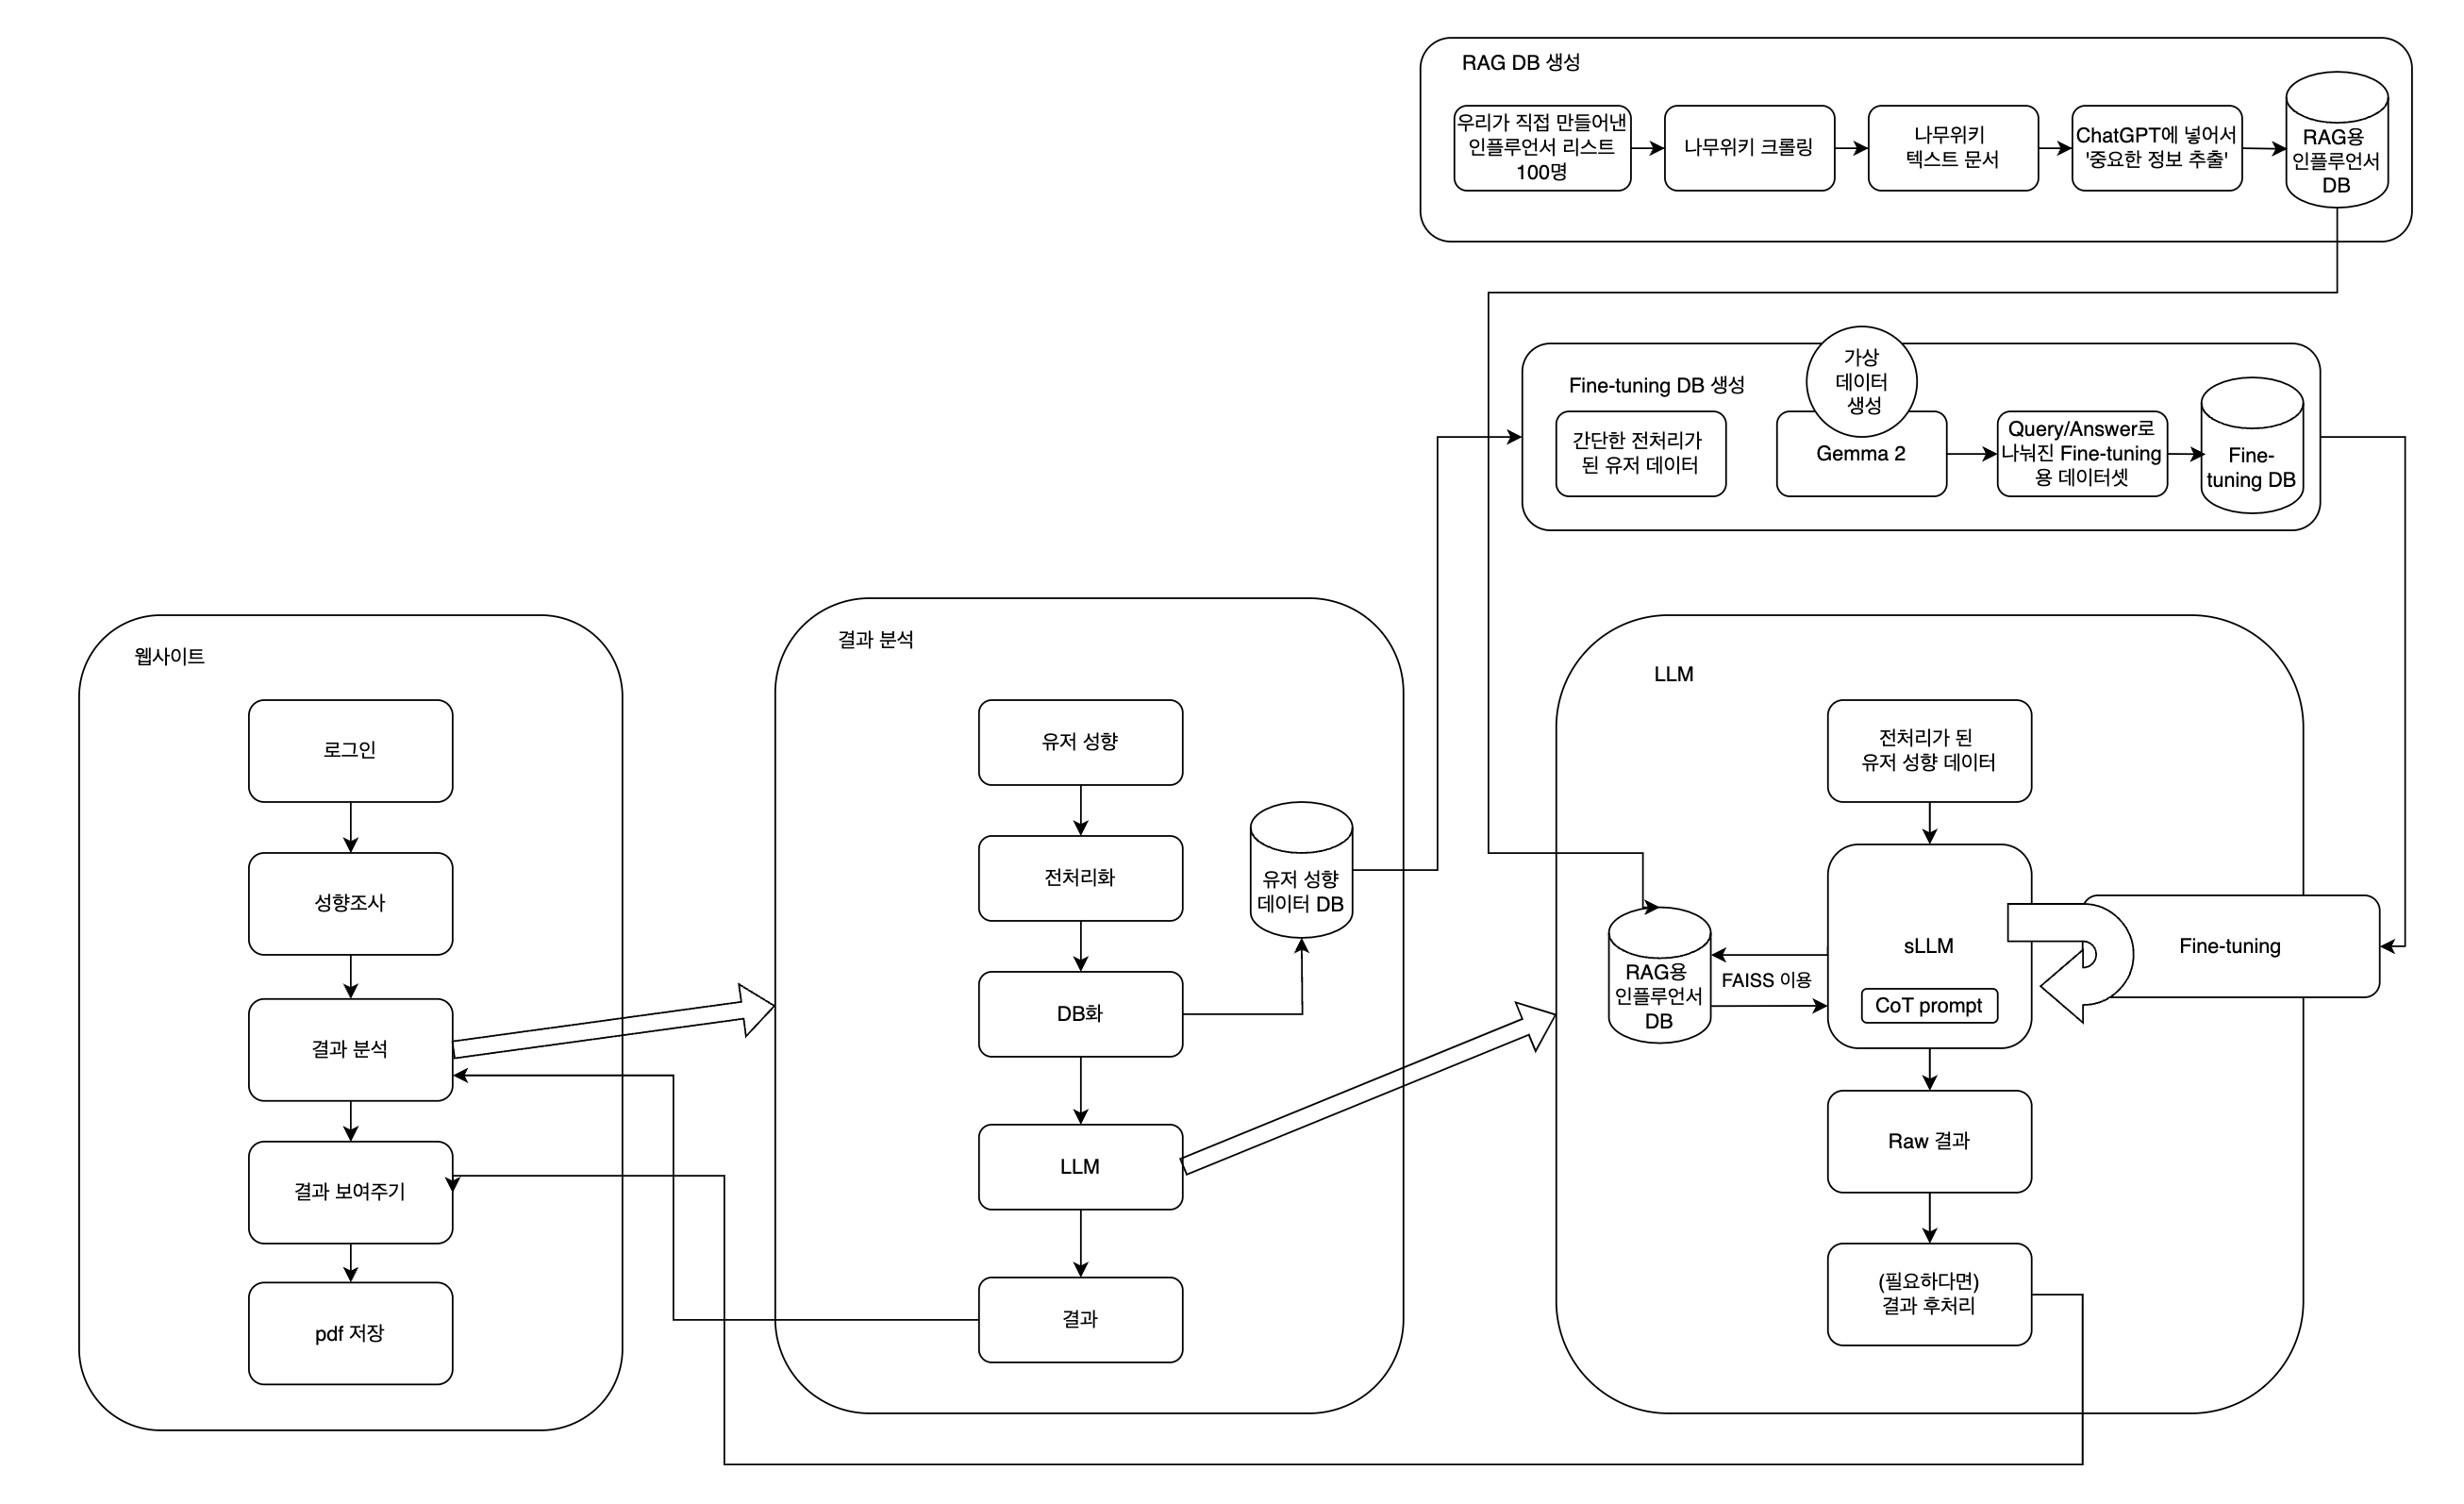 RAG DB 생성
우리가 직접 만들어낸
인플루언서 리스트
100명
나무위키 크롤링
나무위키
텍스트 문서
ChatGPT에 넣어서
'중요한 정보 추출'
RAG용
인플루언서
DB
Fine-tuning DB 생성
간단한 전처리가
된 유저 데이터
가상
데이터
생성
Gemma 2
Query/Answer로
나눠진 Fine-tuning
용 데이터셋
Fine-
tuning DB
웹사이트
로그인
성향조사
결과 분석
결과 보여주기
pdf 저장
결과 분석
유저 성향
전처리화
DB화
LLM
결과
유저 성향
데이터 DB
LLM
전처리가 된
유저 성향 데이터
RAG용
인플루언서
DB
FAISS 이용
sLLM
CoT prompt
Fine-tuning
Raw 결과
(필요하다면)
결과 후처리